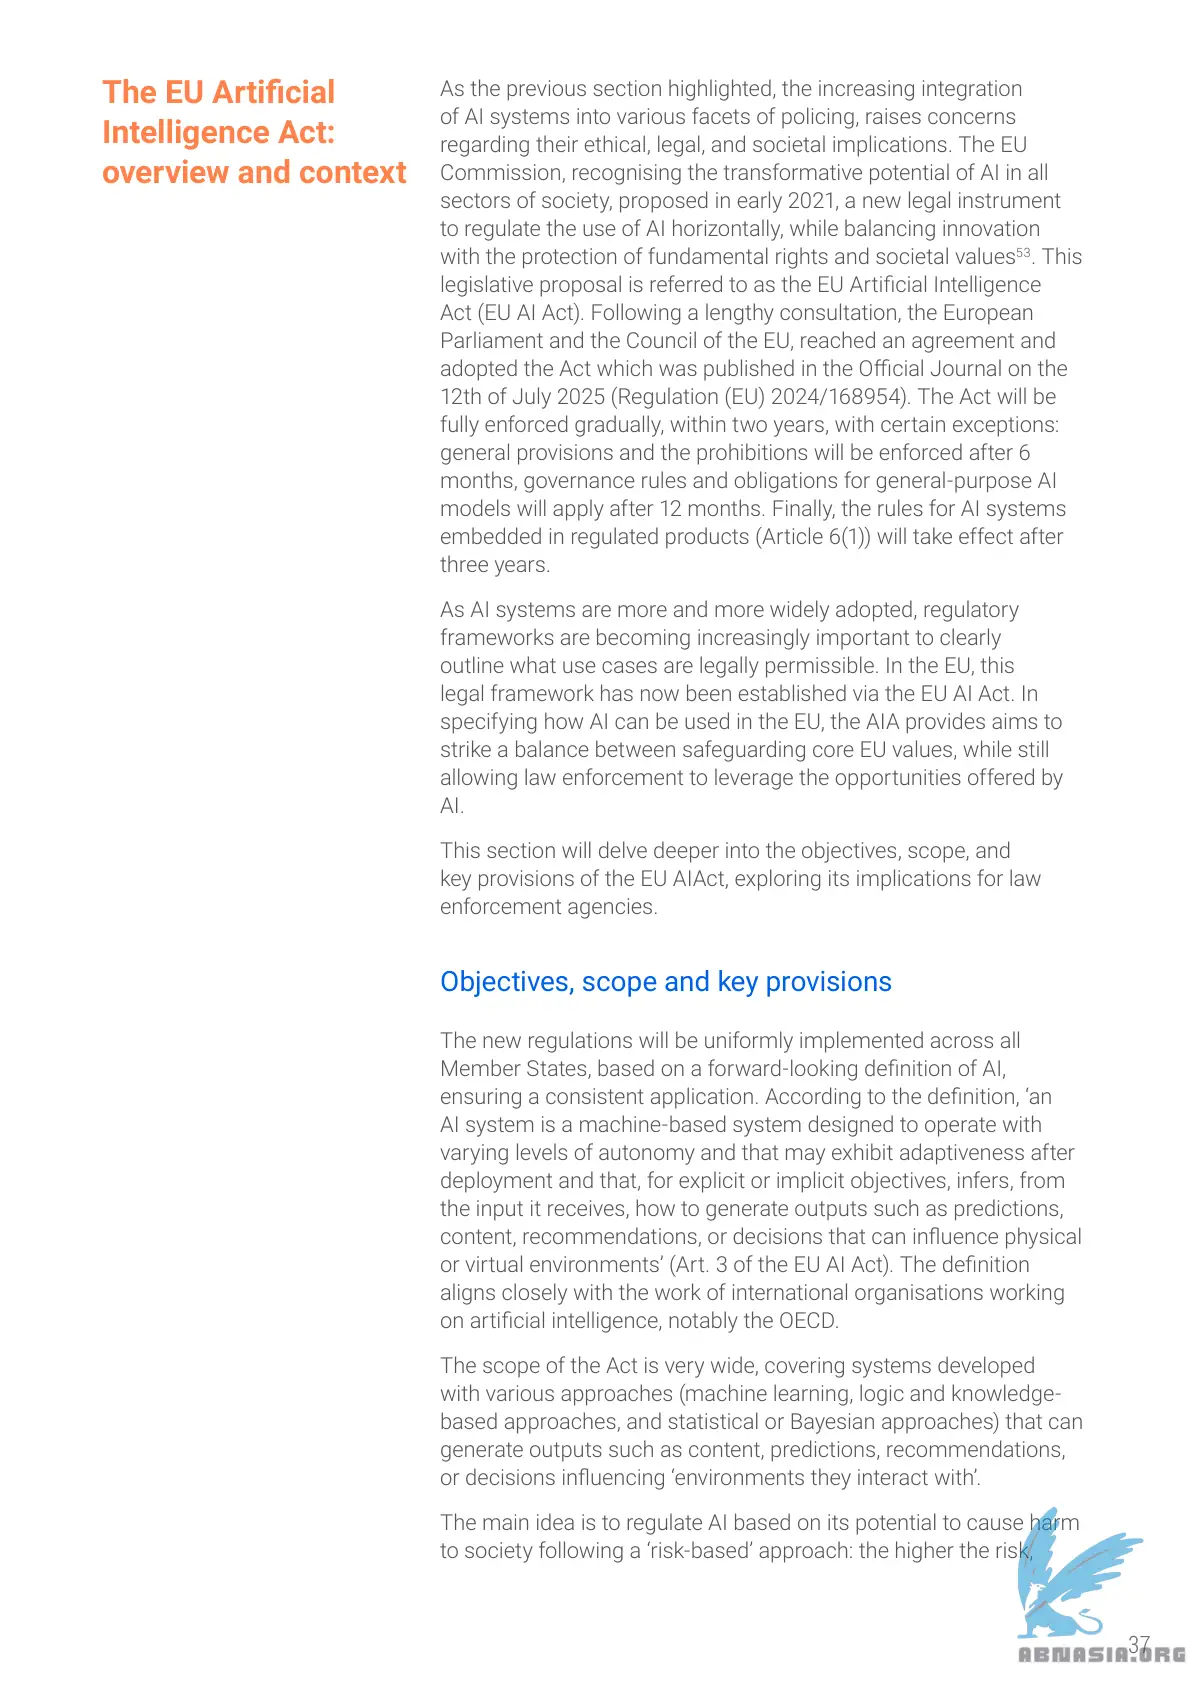 The EU Artificial
Intelligence Act:
overview and context
As the previous section highlighted, the increasing integration
of AI systems into various facets of policing, raises concerns
regarding their ethical, legal, and societal implications. The EU
Commission, recognising the transformative potential of AI in all
sectors of society, proposed in early 2021, a new legal instrument
to regulate the use of AI horizontally, while balancing innovation
with the protection of fundamental rights and societal values⁵³. This
legislative proposal is referred to as the EU Artificial Intelligence
Act (EU AI Act). Following a lengthy consultation, the European
Parliament and the Council of the EU, reached an agreement and
adopted the Act which was published in the Official Journal on the
12th of July 2025 (Regulation (EU) 2024/168954). The Act will be
fully enforced gradually, within two years, with certain exceptions:
general provisions and the prohibitions will be enforced after 6
months, governance rules and obligations for general-purpose AI
models will apply after 12 months. Finally, the rules for AI systems
embedded in regulated products (Article 6(1)) will take effect after
three years.
As AI systems are more and more widely adopted, regulatory
frameworks are becoming increasingly important to clearly
outline what use cases are legally permissible. In the EU, this
legal framework has now been established via the EU AI Act. In
specifying how AI can be used in the EU, the AIA provides aims to
strike a balance between safeguarding core EU values, while still
allowing law enforcement to leverage the opportunities offered by
AI.
This section will delve deeper into the objectives, scope, and
key provisions of the EU AIAct, exploring its implications for law
enforcement agencies.
Objectives, scope and key provisions
The new regulations will be uniformly implemented across all
Member States, based on a forward-looking definition of AI,
ensuring a consistent application. According to the definition, ‘an
AI system is a machine-based system designed to operate with
varying levels of autonomy and that may exhibit adaptiveness after
deployment and that, for explicit or implicit objectives, infers, from
the input it receives, how to generate outputs such as predictions,
content, recommendations, or decisions that can influence physical
or virtual environments’ (Art. 3 of the EU AI Act). The definition
aligns closely with the work of international organisations working
on artificial intelligence, notably the OECD.
The scope of the Act is very wide, covering systems developed
with various approaches (machine learning, logic and knowledge-
based approaches, and statistical or Bayesian approaches) that can
generate outputs such as content, predictions, recommendations,
or decisions influencing ‘environments they interact with’.
The main idea is to regulate AI based on its potential to cause harm
to society following a ‘risk-based’ approach: the higher the risk,
37
ABNASIA.ORG